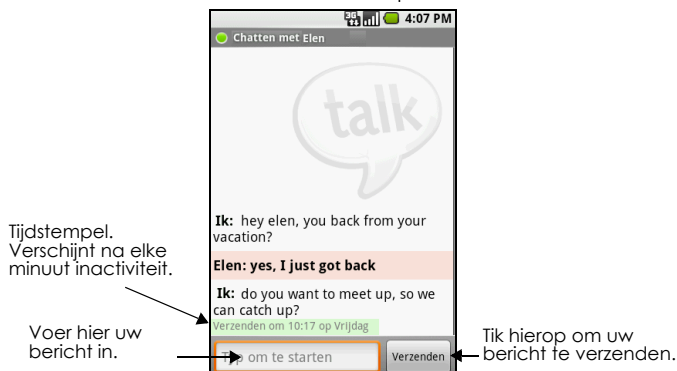 3G 4:07 PM
Chatten met Elen
talk
Ik: hey elen, you back from your
vacation?
Elen: yes, I just got back
Ik: do you want to meet up, so we
can catch up?
Verzenden om 10:17 op Vrijdag
Tijdstempel.
Verschijnt na elke
minuut inactiviteit.
Voer hier uw
bericht in.
Typ om te starten
Verzenden
Tik hierop om uw
bericht te verzenden.